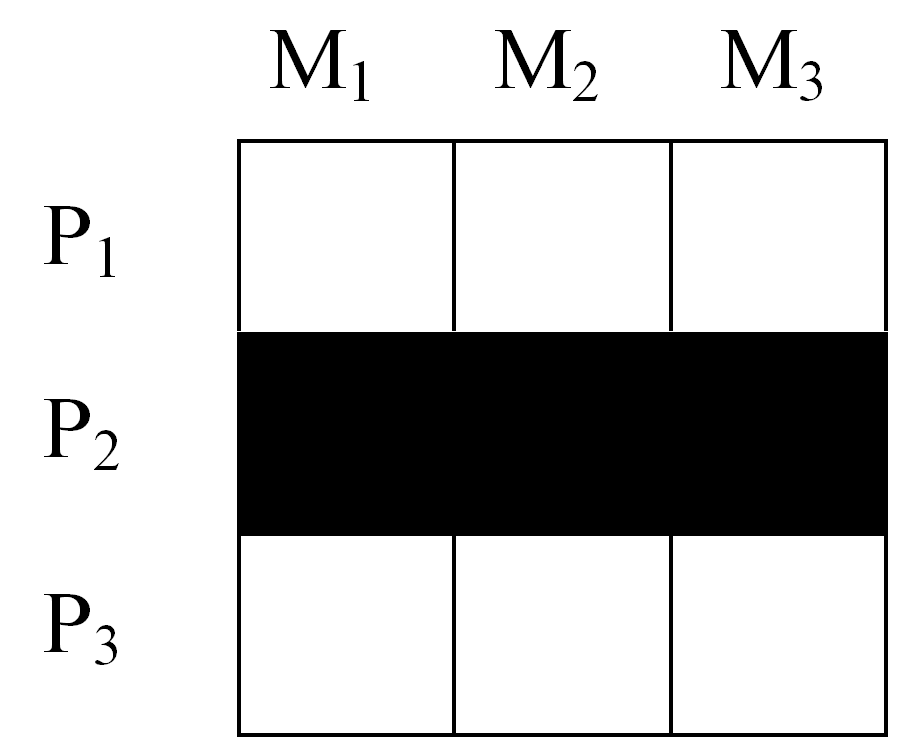 M₁ M₂ M₃
P₁
P₂
P₃